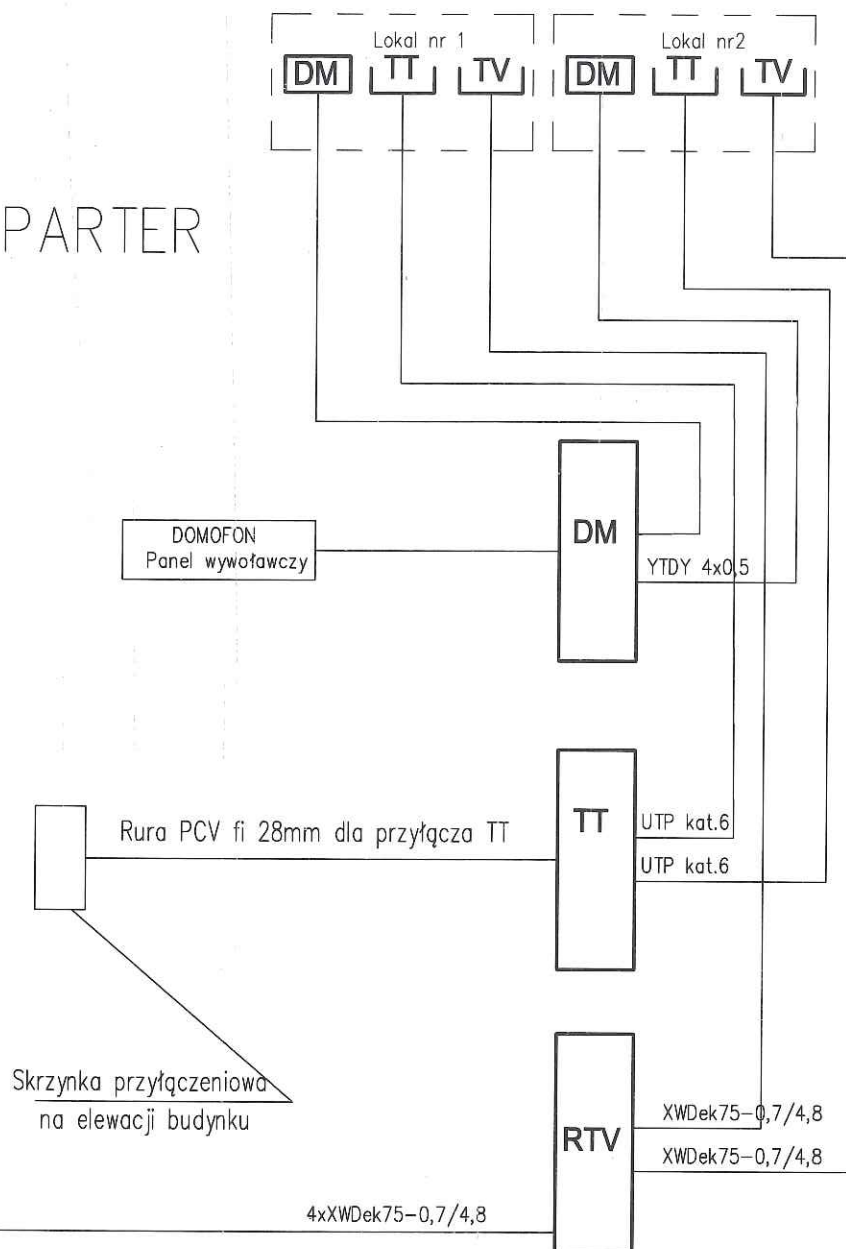 Lokal nr 1
Lokal nr2
DM TT TV
DM TT TV
PARTER
DOMOFON
Panel wywoławczy
DM
YTDY 4x0,5
Rura PCV fi 28mm dla przyłącza TT
TT
UTP kat.6
UTP kat.6
Skrzynka przyłączeniowa
na elewacji budynku
RTV
XWDek75-0,7/4,8
XWDek75-0,7/4,8
4xXWDek75-0,7/4,8